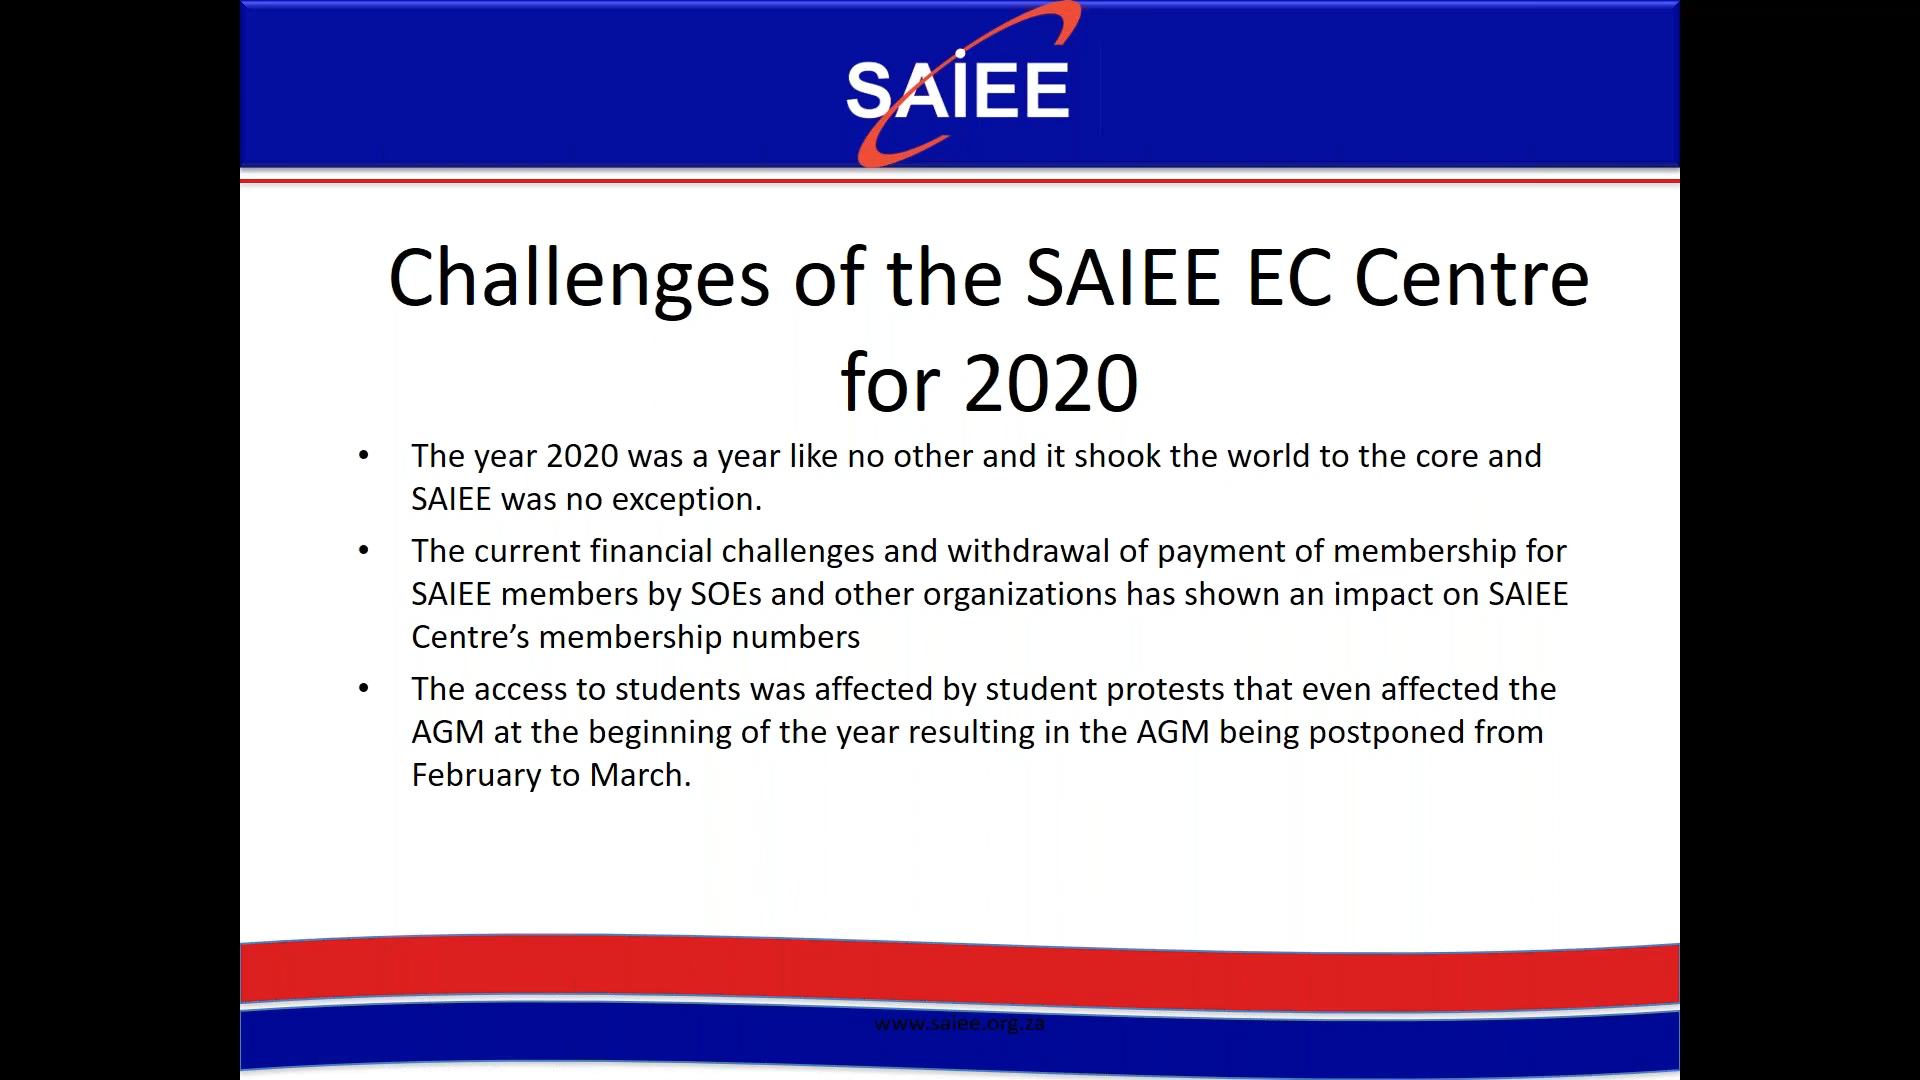 SAIEE
Challenges of the SAIEE EC Centre
for 2020
• The year 2020 was a year like no other and it shook the world to the core and
SAIEE was no exception.
• The current financial challenges and withdrawal of payment of membership for
SAIEE members by SOEs and other organizations has shown an impact on SAIEE
Centre’s membership numbers
• The access to students was affected by student protests that even affected the
AGM at the beginning of the year resulting in the AGM being postponed from
February to March.
www.saiee.org.za